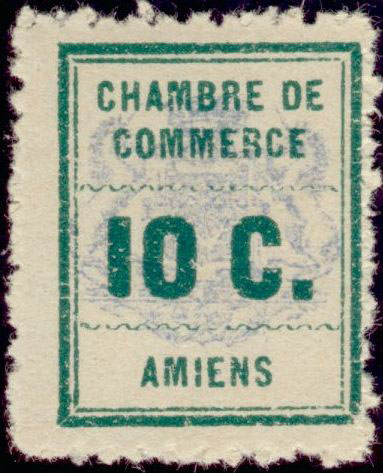 CHAMBRE DE
COMMERCE
10 C.
AMIENS